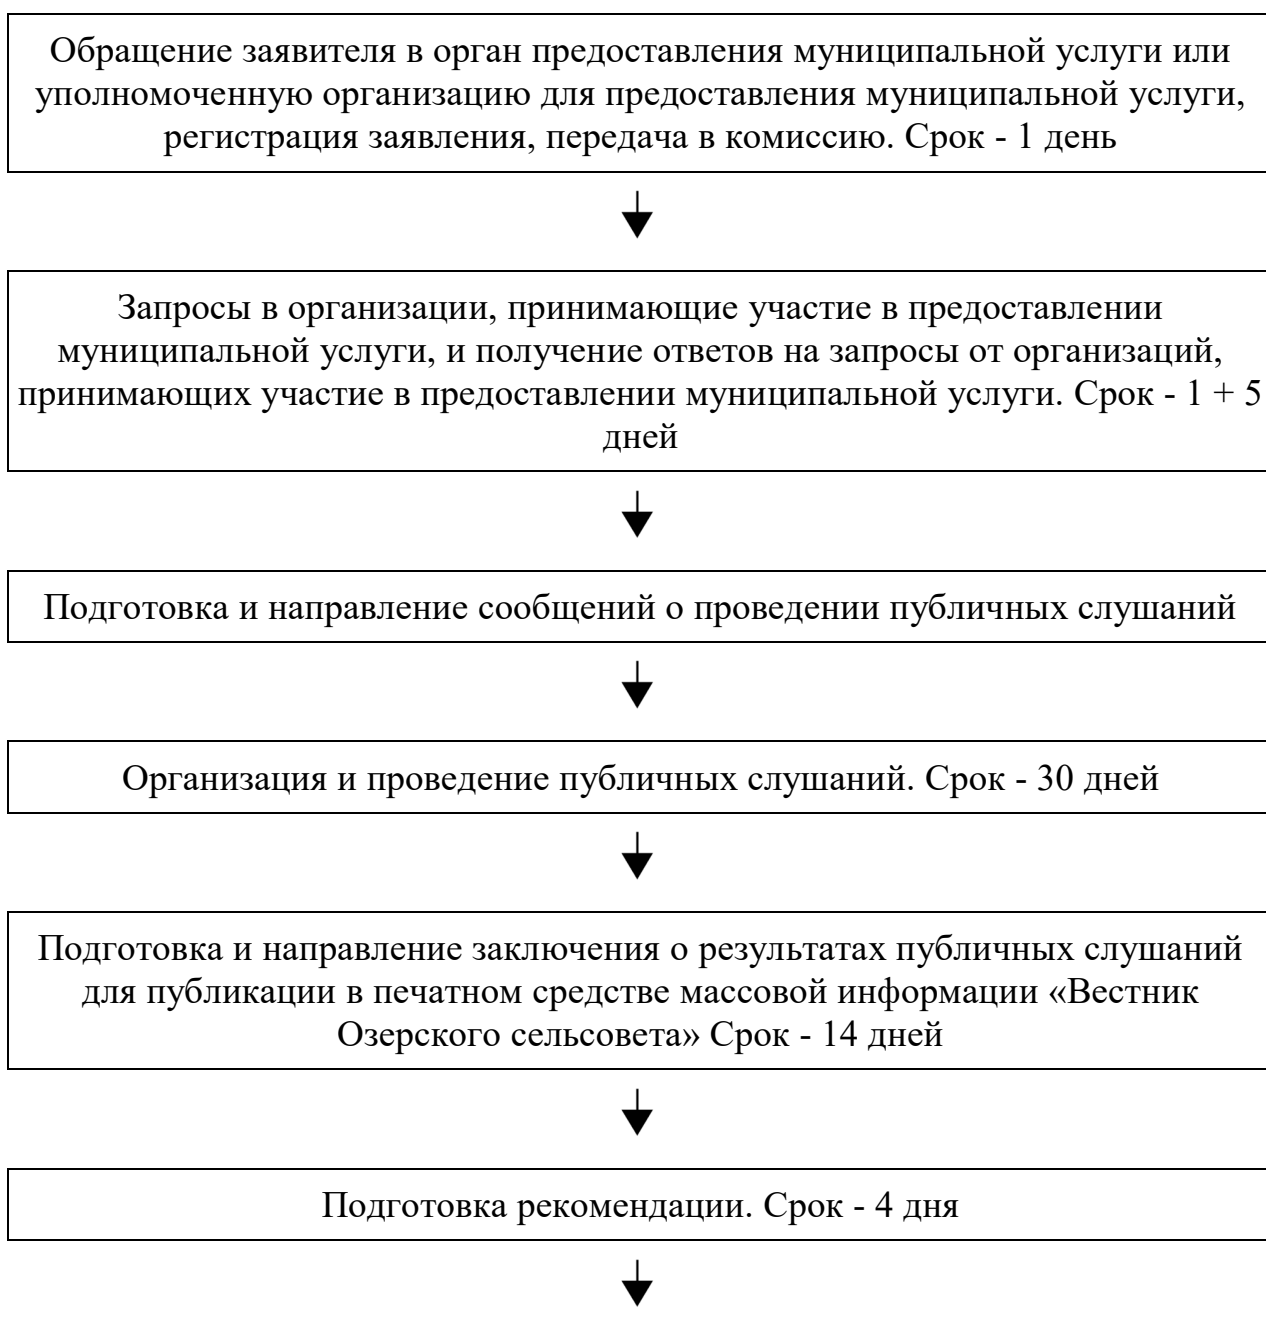 Обращение заявителя в орган предоставления муниципальной услуги или
уполномоченную организацию для предоставления муниципальной услуги,
регистрация заявления, передача в комиссию. Срок - 1 день
Запросы в организации, принимающие участие в предоставлении
муниципальной услуги, и получение ответов на запросы от организаций,
принимающих участие в предоставлении муниципальной услуги. Срок - 1 + 5
дней
Подготовка и направление сообщений о проведении публичных слушаний
Организация и проведение публичных слушаний. Срок - 30 дней
Подготовка и направление заключения о результатах публичных слушаний
для публикации в печатном средстве массовой информации «Вестник
Озерского сельсовета» Срок - 14 дней
Подготовка рекомендации. Срок - 4 дня